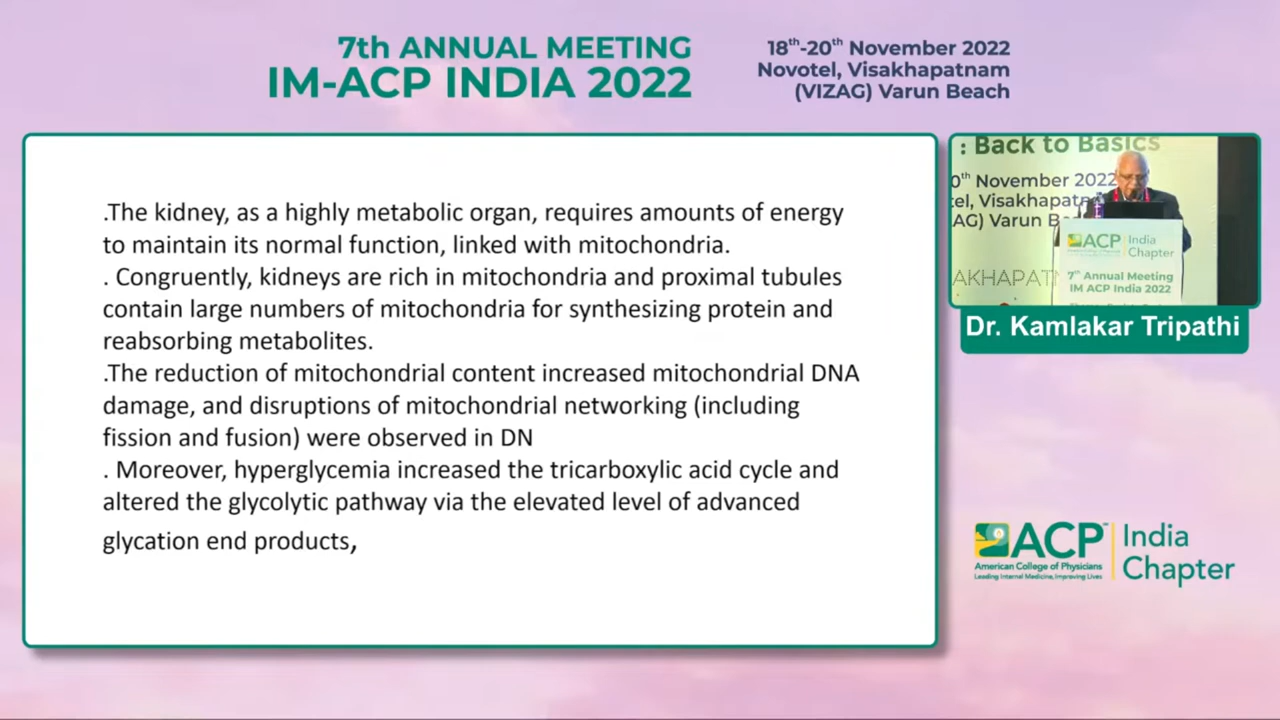 7th ANNUAL MEETING
IM-ACP INDIA 2022
18th-20th November 2022
Novotel, Visakhapatnam
(VIZAG) Varun Beach
.The kidney, as a highly metabolic organ, requires amounts of energy
to maintain its normal function, linked with mitochondria.
. Congruently, kidneys are rich in mitochondria and proximal tubules
contain large numbers of mitochondria for synthesizing protein and
reabsorbing metabolites.
.The reduction of mitochondrial content increased mitochondrial DNA
damage, and disruptions of mitochondrial networking (including
fission and fusion) were observed in DN
. Moreover, hyperglycemia increased the tricarboxylic acid cycle and
altered the glycolytic pathway via the elevated level of advanced
glycation end products,
: Back to Basics
0th November 2022
tel, Visakhapatn
AG) Varun B
AKHAPAT
ACP India
Chapter
7th Annual Meeting
IM ACP India 2022
Dr. Kamlakar Tripathi
ACP™
American College of Physicians
Leading Internal Medicine, Improving Lives
India
Chapter